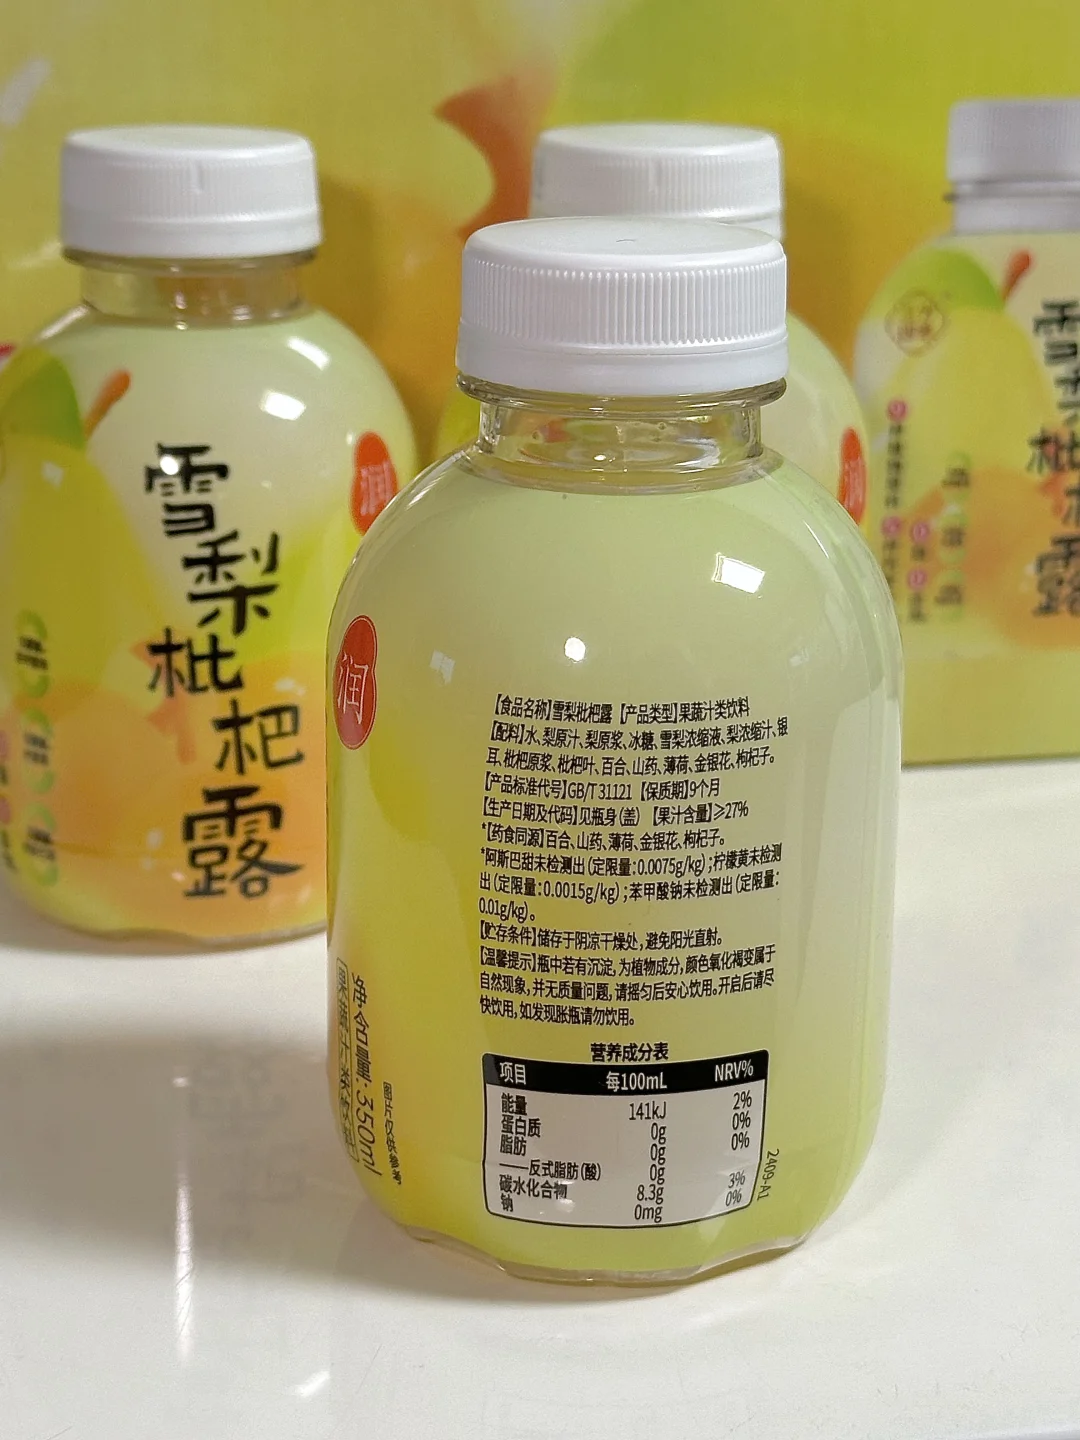 雪梨枇杷露
润
润
润
【食品名称】雪梨枇杷露 【产品类型】果蔬汁类饮料
【配料】水、梨原汁、梨原浆、冰糖、雪梨浓缩液、梨浓缩汁、银
耳、枇杷原浆、枇杷叶、百合、山药、薄荷、金银花、枸杞子。
【产品标准代号】GB/T 31121 【保质期】9个月
【生产日期及代码】见瓶身(盖) 【果汁含量】≥27%
*【药食同源】百合、山药、薄荷、金银花、枸杞子。
*阿斯巴甜未检测出(定限量:0.0075g/kg);柠檬黄未检测
出(定限量:0.0015g/kg);苯甲酸钠未检测出(定限量:
0.01g/kg)。
【贮存条件】储存于阴凉干燥处,避免阳光直射。
【温馨提示】瓶中若有沉淀,为植物成分,颜色氧化褐变属于
自然现象,并无质量问题,请摇匀后安心饮用。开启后请尽
快饮用,如发现胀瓶请勿饮用。
营养成分表
项目 每100mL NRV%
能量 141kJ 2%
蛋白质 0g 0%
脂肪 0g 0%
——反式脂肪(酸) 0g
碳水化合物 8.3g 3%
钠 0mg 0%
2409-A1
净含量:350ml
图片仅供参考
雪梨枇
露